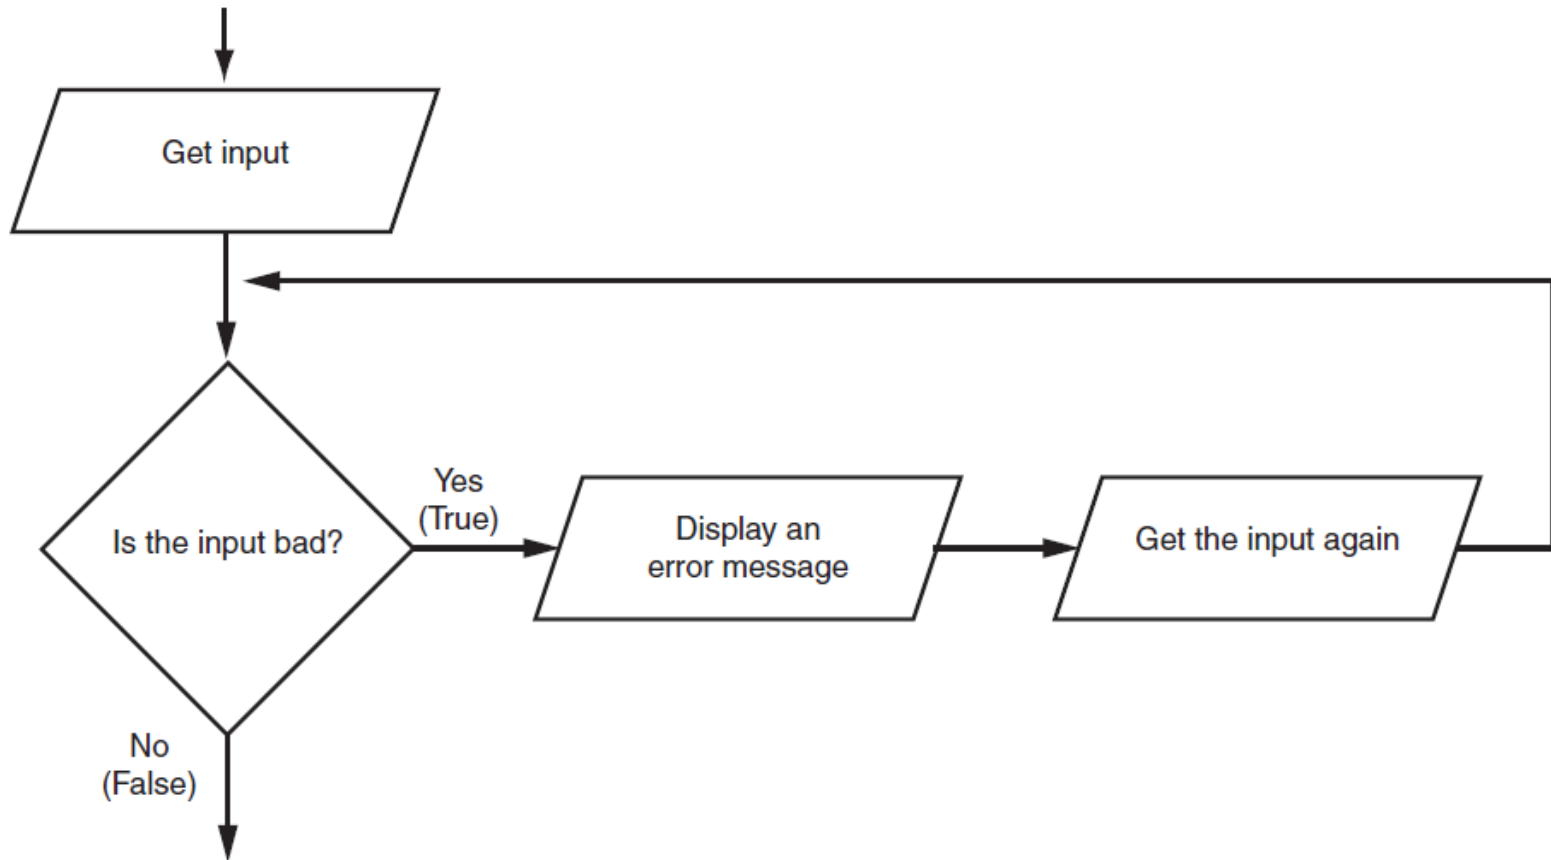 Get input
Is the input bad?
Yes
(True)
Display an
error message
Get the input again
No
(False)